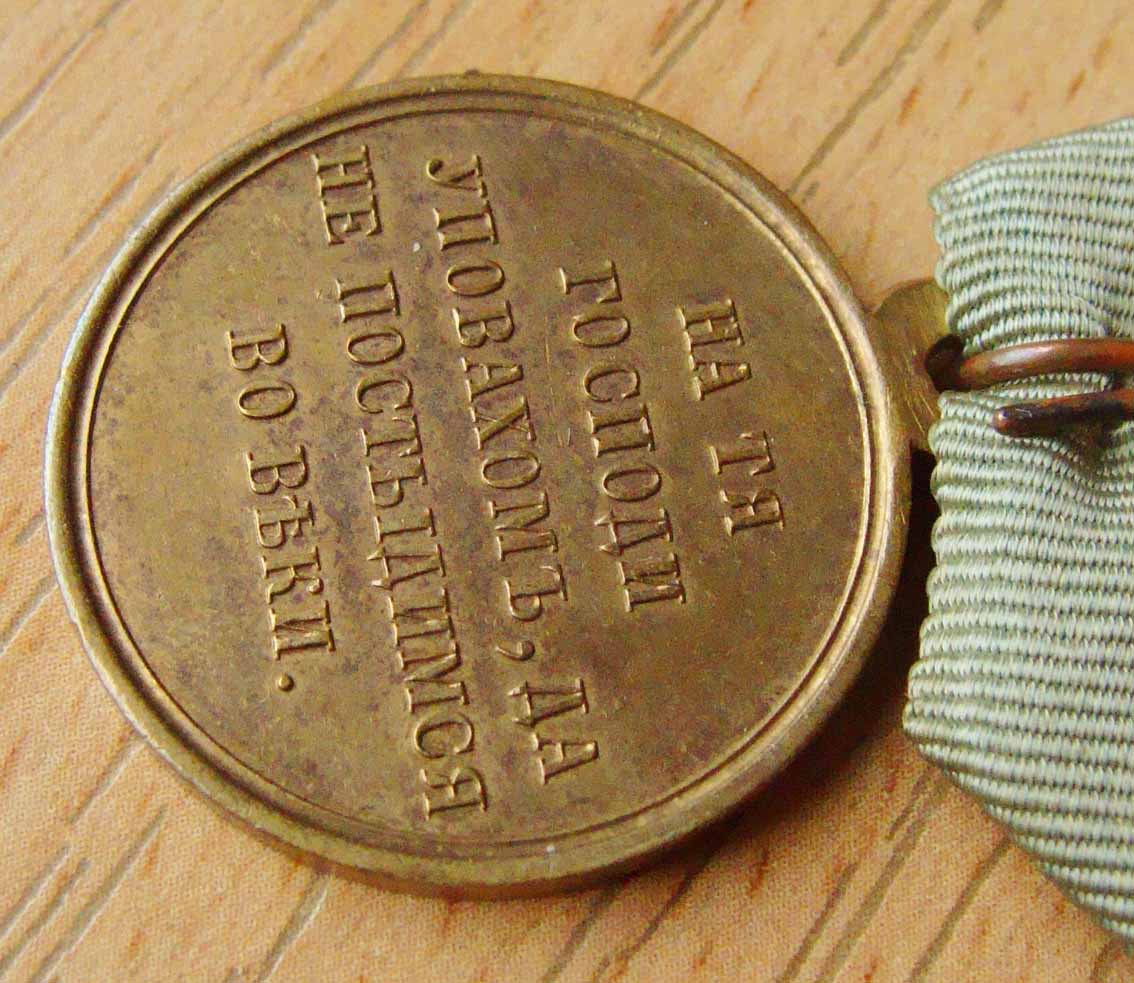 НА ТЯ
ГОСПОДИ
УПОВАХОМЪ, ДА
НЕ ПОСТЫДИМСЯ
ВО ВѢКИ.